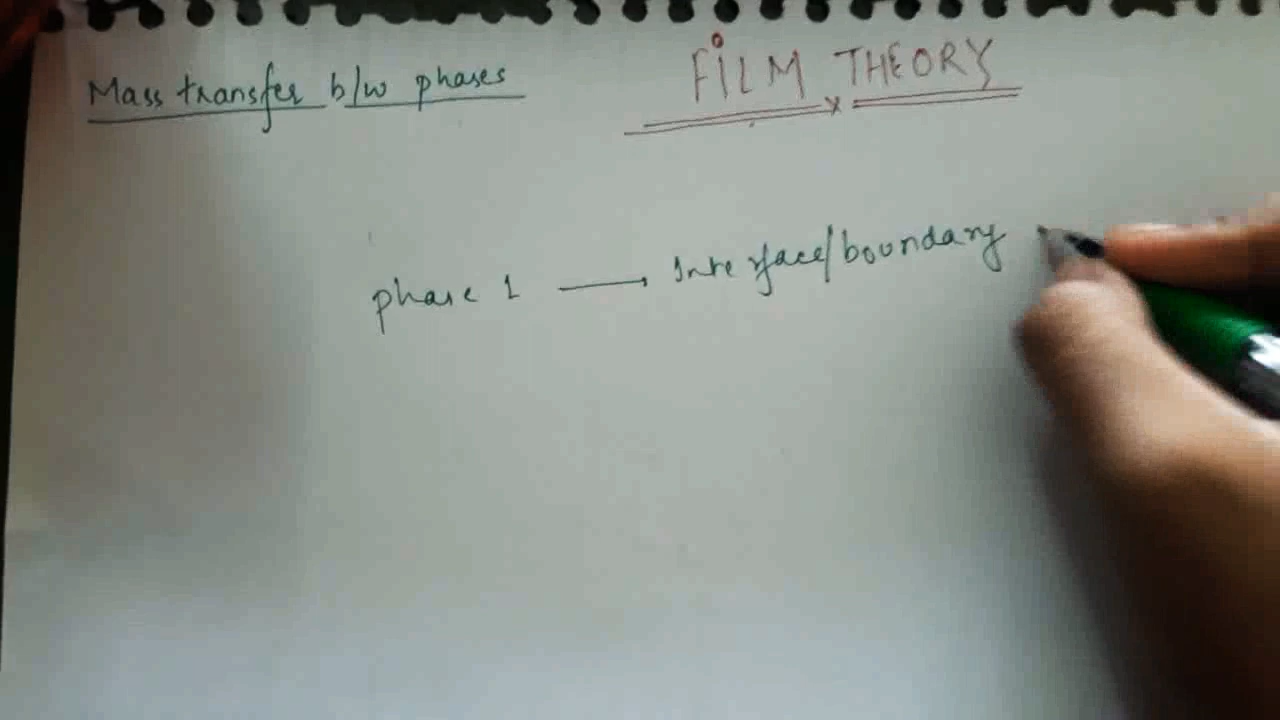 Mass transfer b/w phases
FILM THEORY
phase 1 → Interface/boundary